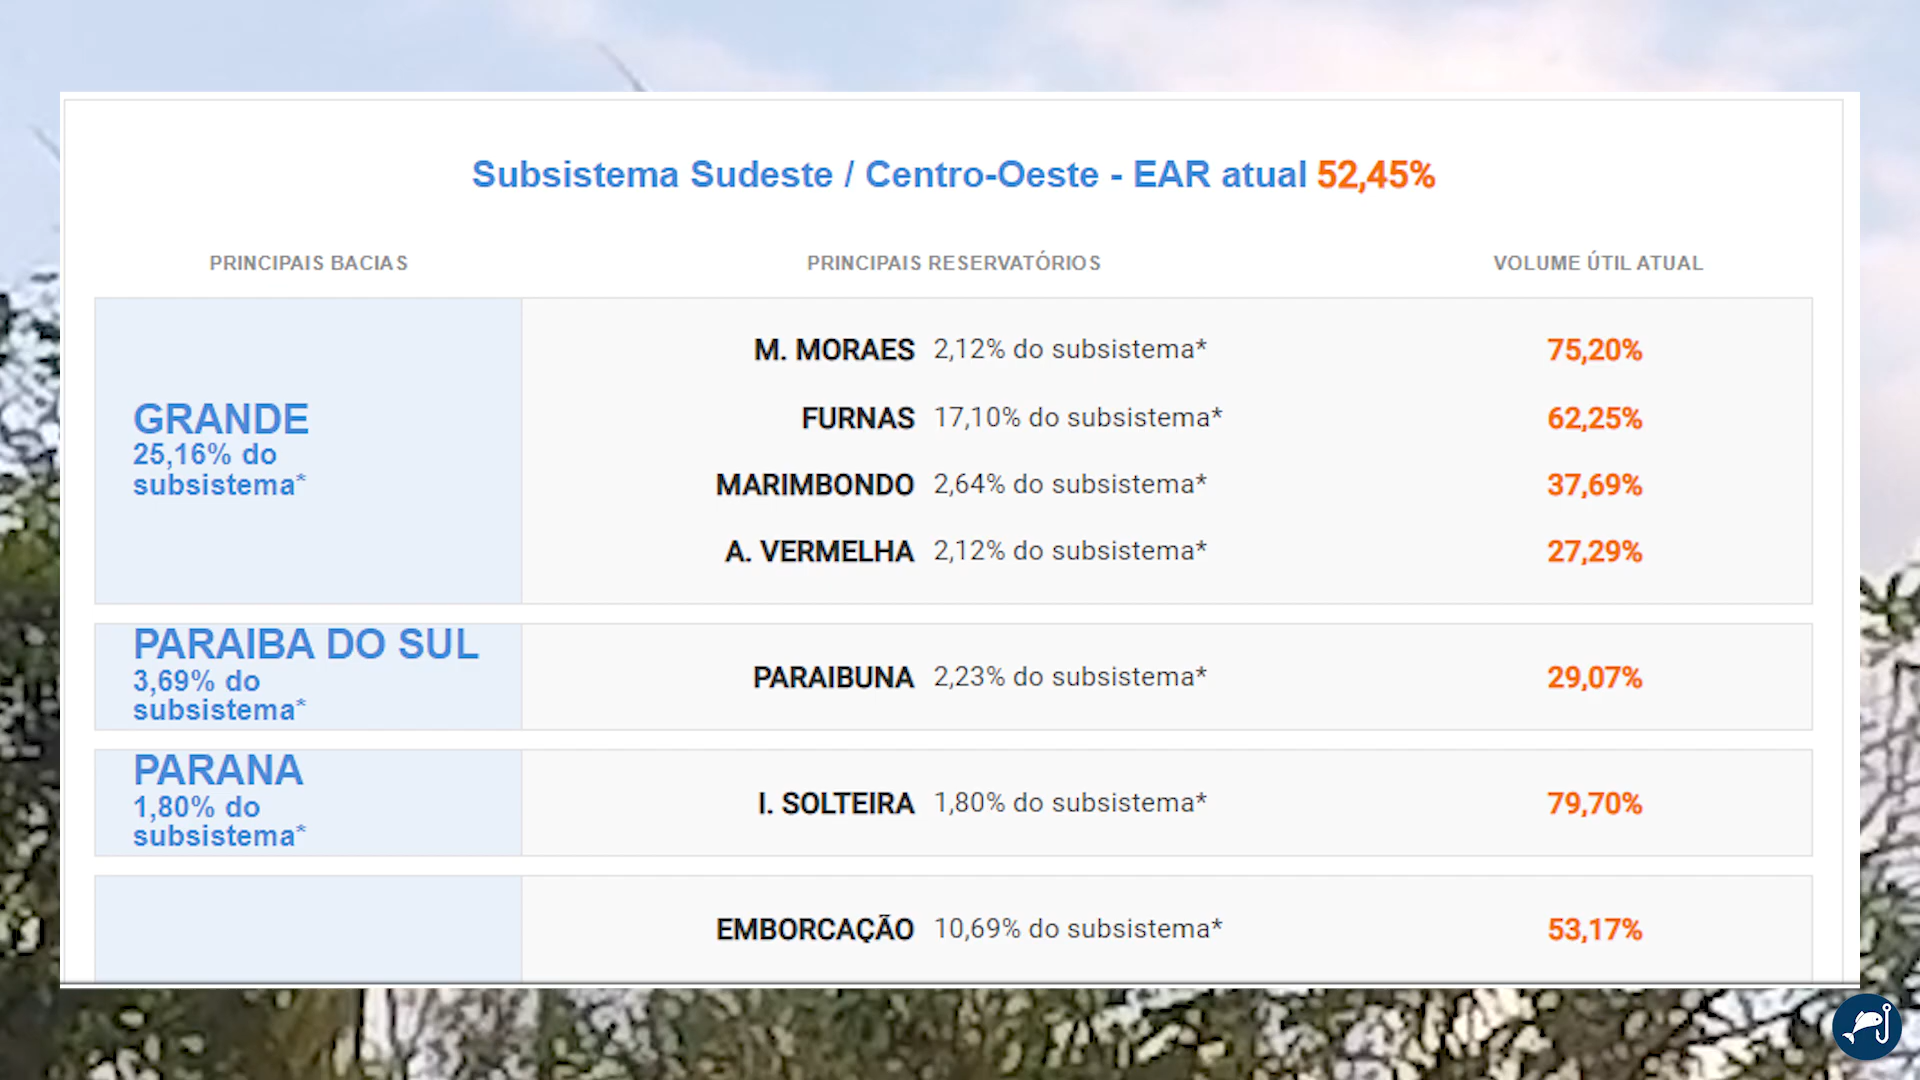 Subsistema Sudeste / Centro-Oeste - EAR atual 52,45%
PRINCIPAIS BACIAS PRINCIPAIS RESERVATÓRIOS VOLUME ÚTIL ATUAL
GRANDE
25,16% do
subsistema*
M. MORAES 2,12% do subsistema* 75,20%
FURNAS 17,10% do subsistema* 62,25%
MARIMBONDO 2,64% do subsistema* 37,69%
A. VERMELHA 2,12% do subsistema* 27,29%
PARAIBA DO SUL
3,69% do
subsistema*
PARAIBUNA 2,23% do subsistema* 29,07%
PARANA
1,80% do
subsistema*
I. SOLTEIRA 1,80% do subsistema* 79,70%
EMBORCAÇÃO 10,69% do subsistema* 53,17%